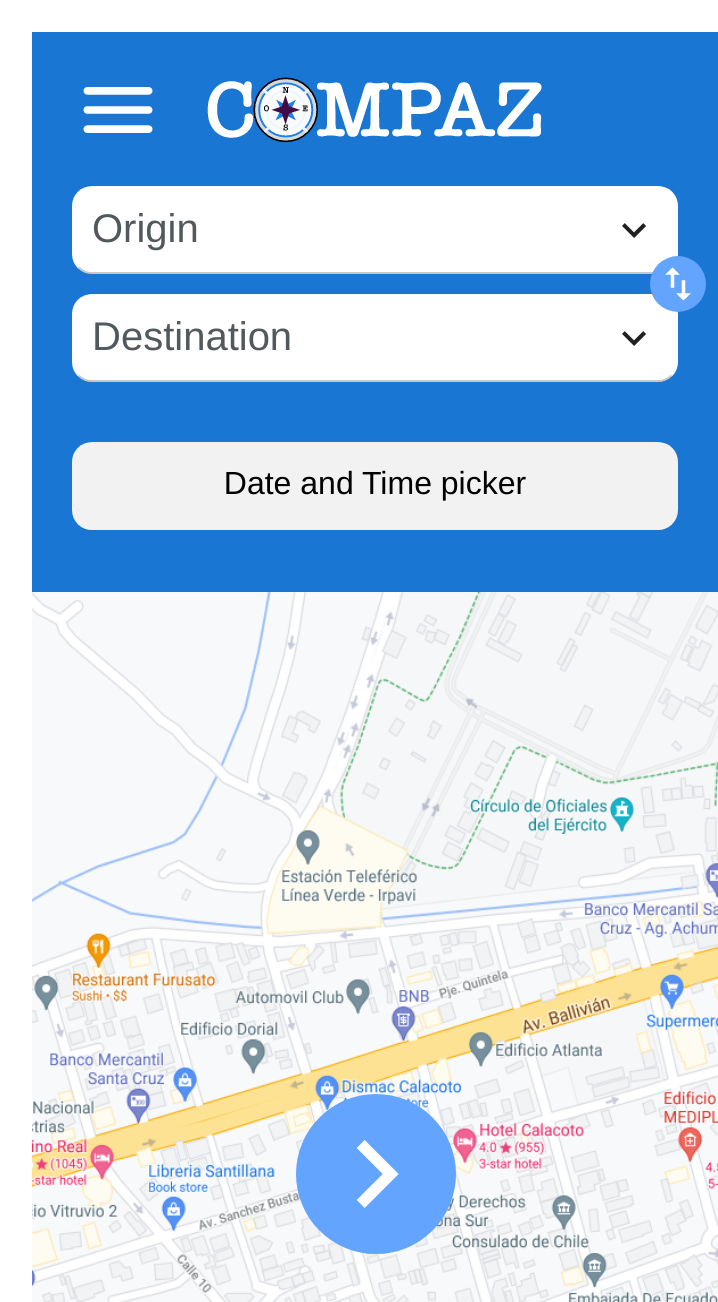 COMPAZ
N
O E
S
Origin
Destination
Date and Time picker
Círculo de Oficiales
del Ejército
Estación Teleférico
Línea Verde - Irpavi
Banco Mercantil Sa
Cruz - Ag. Achum
Restaurant Furusato
Sushi • $$
Automovil Club
BNB
Pje. Quintela
Av. Ballivián
Edificio Dorial
Supermerc
Edificio Atlanta
Banco Mercantil
Santa Cruz
Dismac Calacoto
ore
Nacional
strias
Edificio
MEDIPL
Hotel Calacoto
4.0 ★ (955)
3-star hotel
ino Real
★ (1045)
-star hotel
4.
5-
Libreria Santillana
Book store
io Vitruvio 2
Av. Sanchez Busta
y Derechos
ona Sur
Consulado de Chile
Calle 10
Embajada De Ecuado